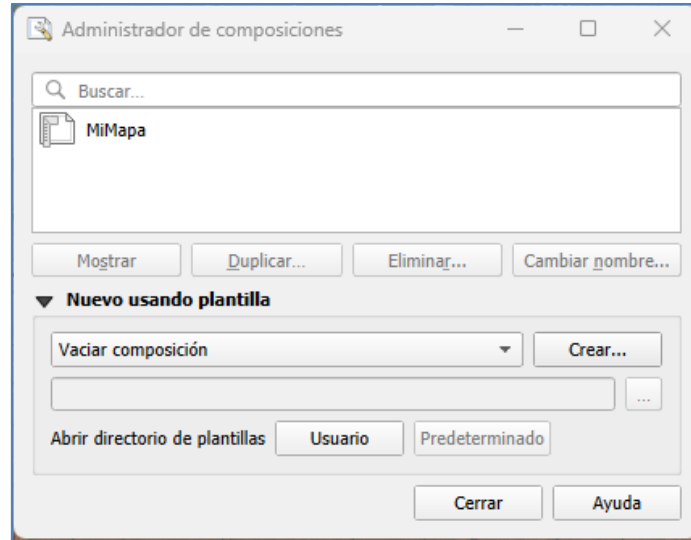 Administrador de composiciones
Buscar...
MiMapa
Mostrar Duplicar... Eliminar... Cambiar nombre...
Nuevo usando plantilla
Vaciar composición Crear...
...
Abrir directorio de plantillas Usuario Predeterminado
Cerrar Ayuda